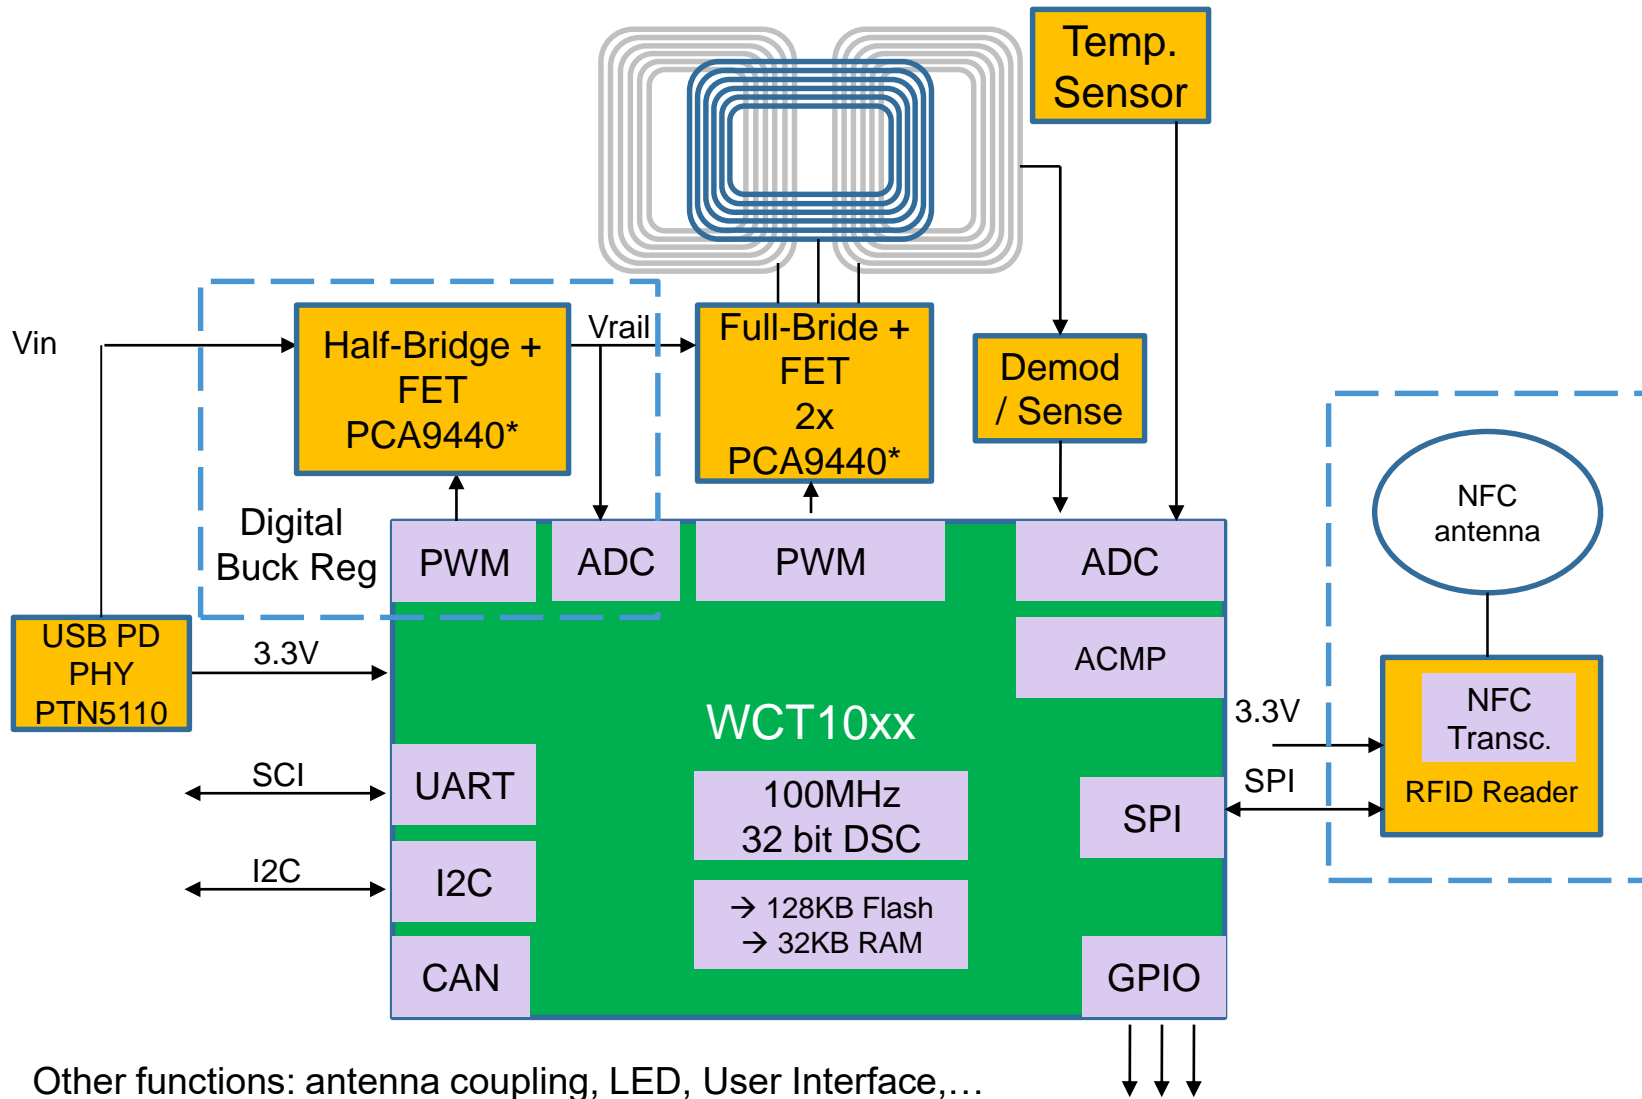 Temp.
Sensor
Vin
Half-Bridge +
FET
PCA9440*
Vrail
Full-Bride +
FET
2x
PCA9440*
Demod
/ Sense
Digital
Buck Reg
PWM
ADC
PWM
ADC
NFC
antenna
USB PD
PHY
PTN5110
3.3V
ACMP
WCT10xx
3.3V
NFC
Transc.
RFID Reader
SCI
UART
100MHz
32 bit DSC
SPI
SPI
I2C
I2C
→ 128KB Flash
→ 32KB RAM
CAN
GPIO
Other functions: antenna coupling, LED, User Interface,…